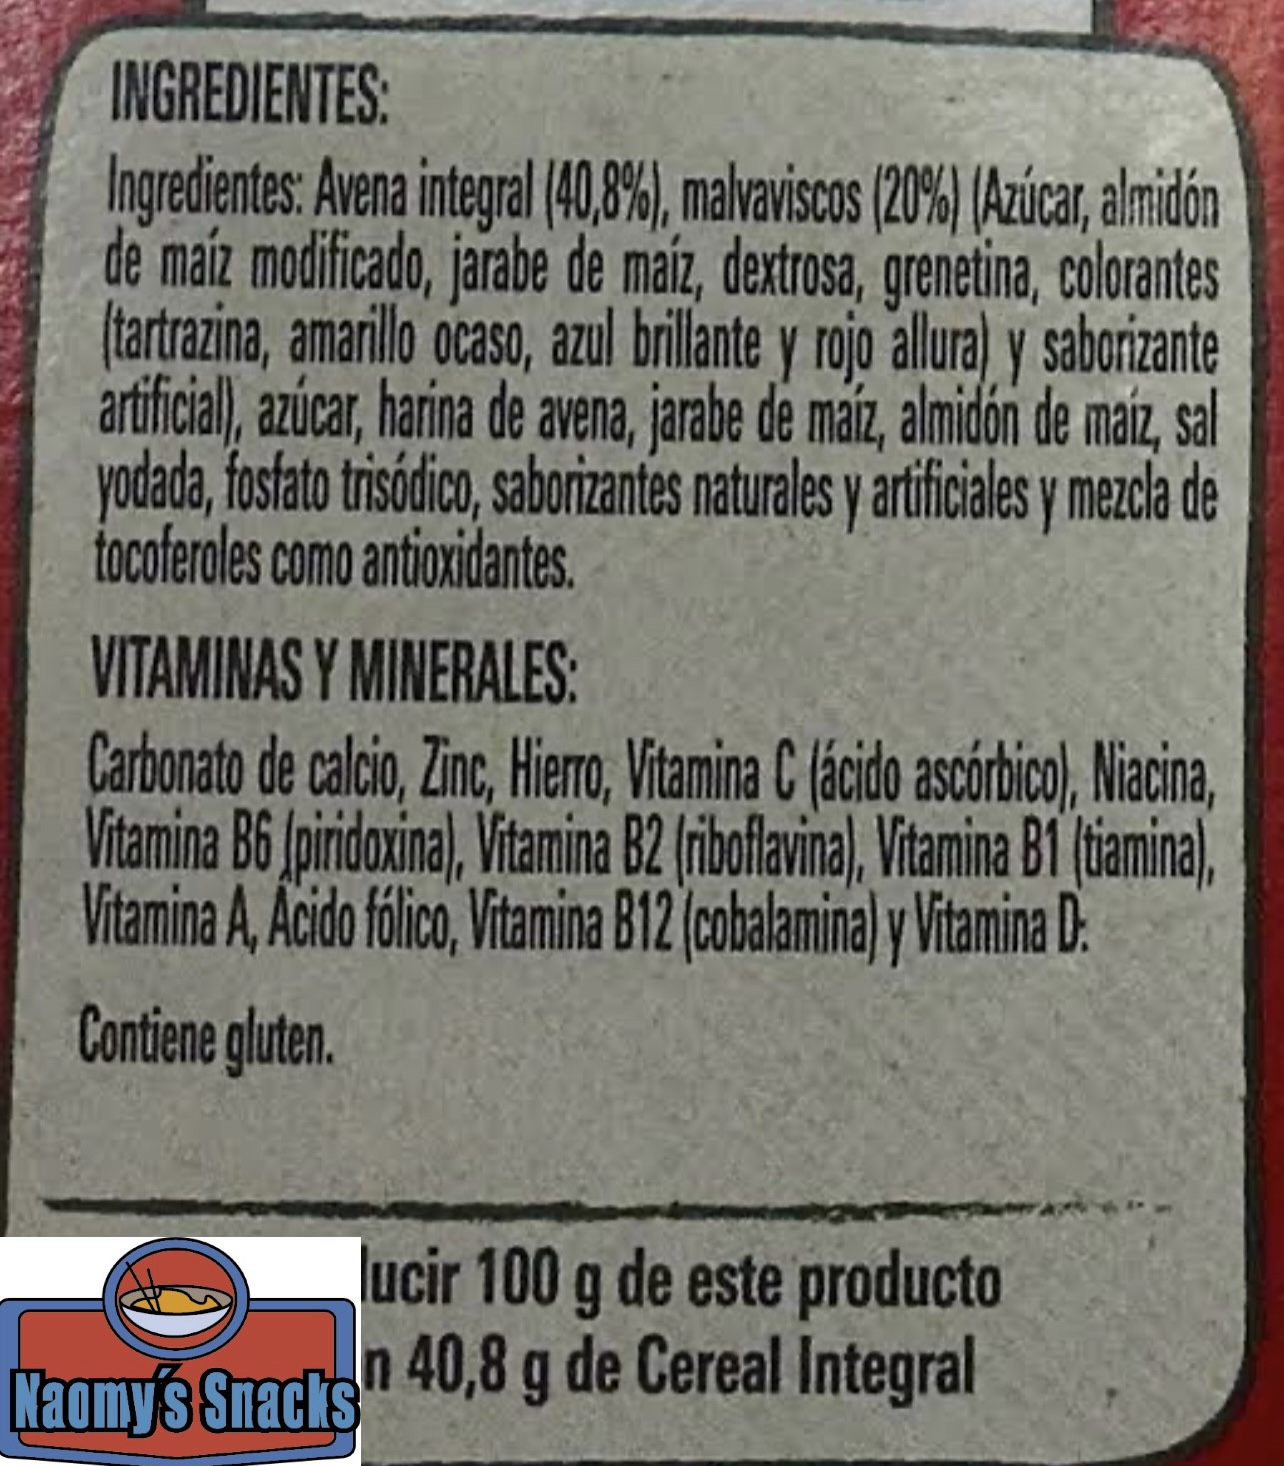 INGREDIENTES:
Ingredientes: Avena integral (40,8%), malvaviscos (20%) (Azúcar, almidón
de maíz modificado, jarabe de maíz, dextrosa, grenetina, colorantes
(tartrazina, amarillo ocaso, azul brillante y rojo allura) y saborizante
artificial), azúcar, harina de avena, jarabe de maíz, almidón de maíz, sal
yodada, fosfato trisódico, saborizantes naturales y artificiales y mezcla de
tocoferoles como antioxidantes.
VITAMINAS Y MINERALES:
Carbonato de calcio, Zinc, Hierro, Vitamina C (ácido ascórbico), Niacina,
Vitamina B6 (piridoxina), Vitamina B2 (riboflavina), Vitamina B1 (tiamina),
Vitamina A, Ácido fólico, Vitamina B12 (cobalamina) y Vitamina D.
Contiene gluten.
lucir 100 g de este producto
n 40,8 g de Cereal Integral
Naomy's Snacks